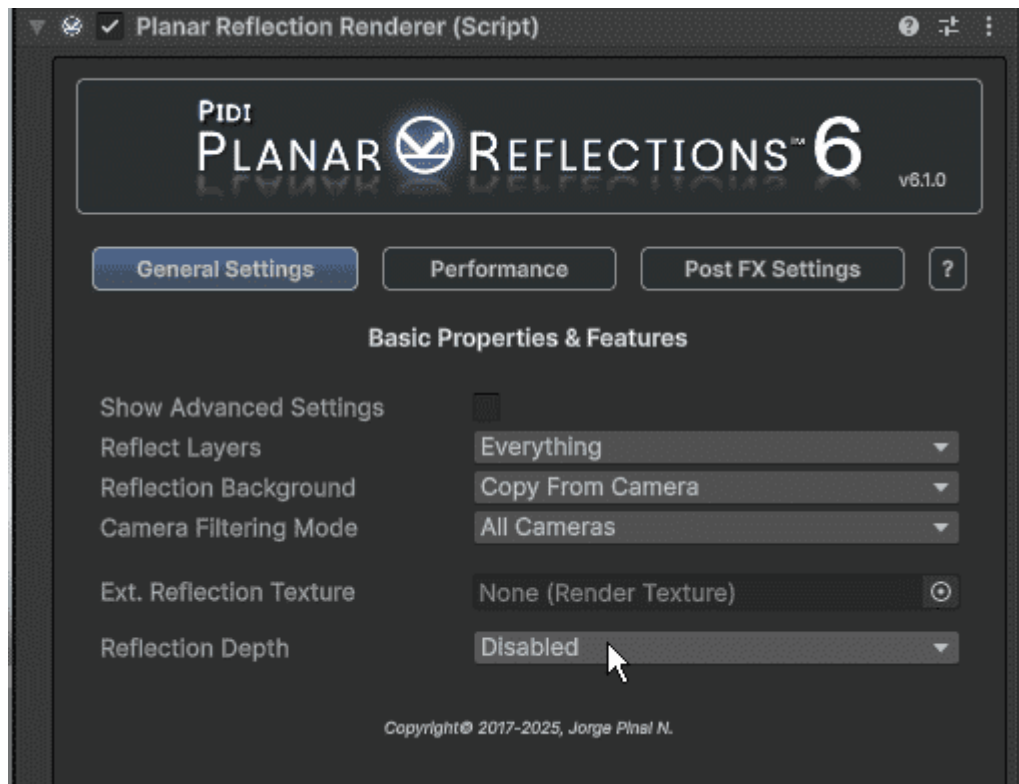 Planar Reflection Renderer (Script)
PIDI
PLANAR REFLECTIONS™ 6
v6.1.0
General Settings Performance Post FX Settings ?
Basic Properties & Features
Show Advanced Settings
Reflect Layers Everything
Reflection Background Copy From Camera
Camera Filtering Mode All Cameras
Ext. Reflection Texture None (Render Texture)
Reflection Depth Disabled
Copyright© 2017-2025, Jorge Pinal N.